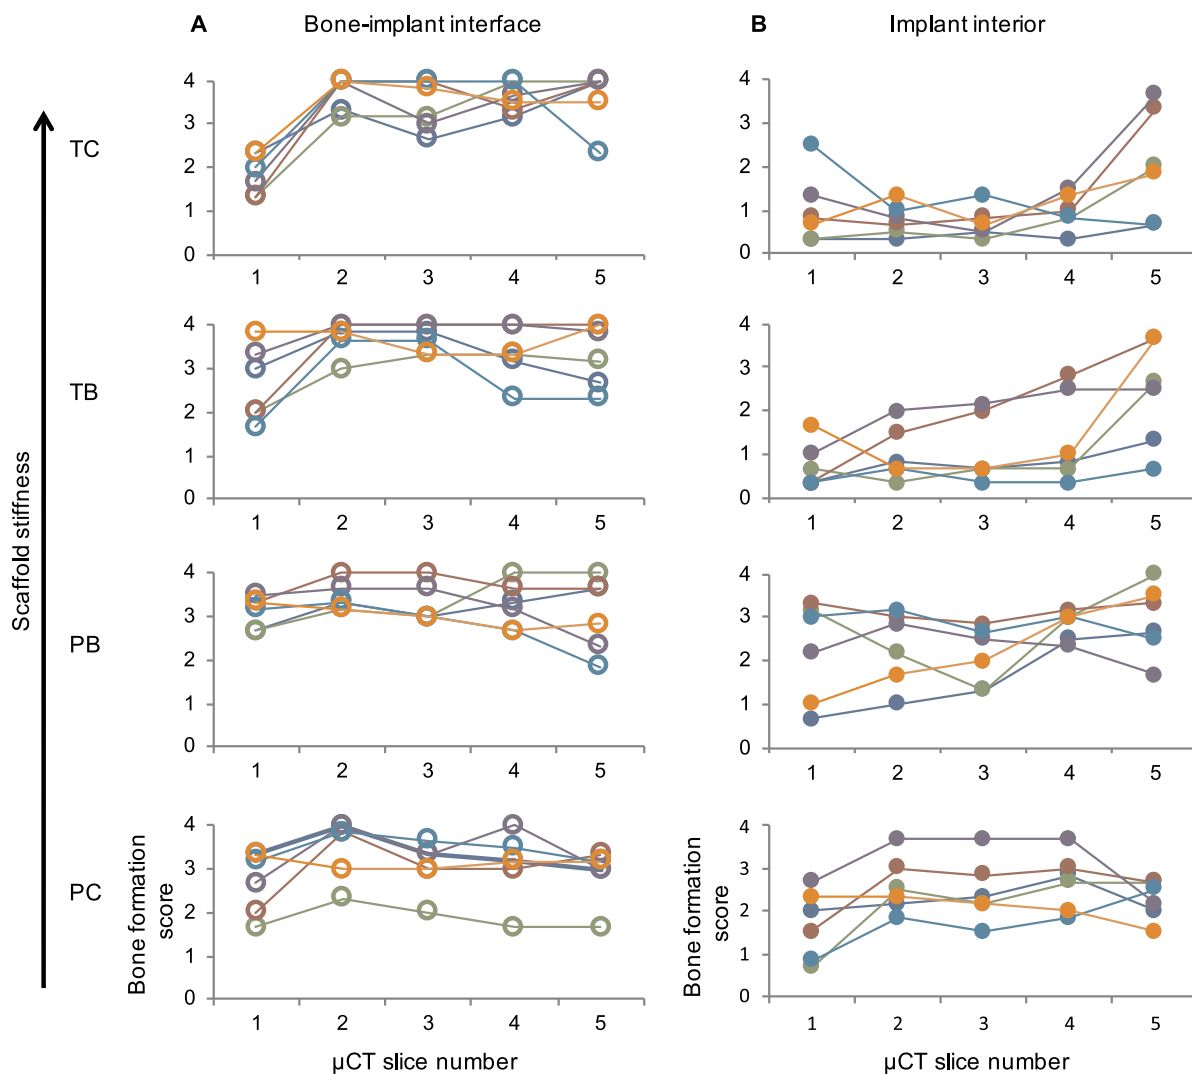 A Bone-implant interface
B Implant interior
Scaffold stiffness
TC
4
3
2
1
0
1 2 3 4 5
4
3
2
1
0
1 2 3 4 5
TB
4
3
2
1
0
1 2 3 4 5
4
3
2
1
0
1 2 3 4 5
PB
4
3
2
1
0
1 2 3 4 5
4
3
2
1
0
1 2 3 4 5
PC
Bone formation
score
4
3
2
1
0
1 2 3 4 5
µCT slice number
Bone formation
score
4
3
2
1
0
1 2 3 4 5
µCT slice number